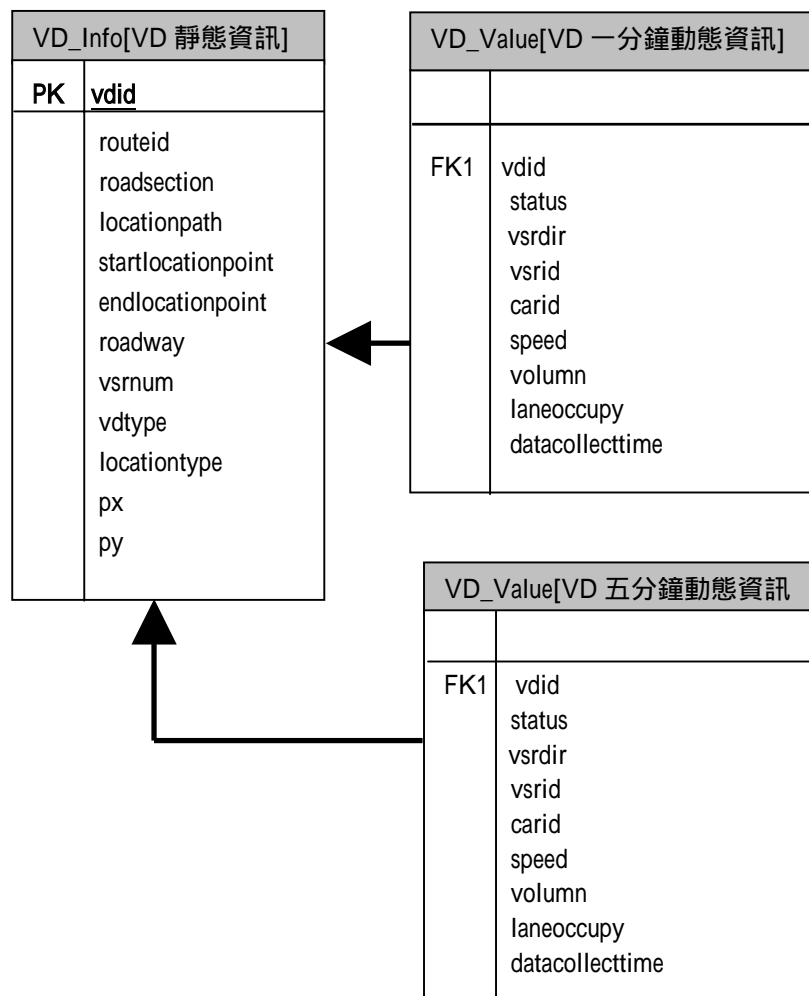 VD_Info[VD 靜態資訊]
PK vdid
routeid
roadsection
locationpath
startlocationpoint
endlocationpoint
roadway
vsrnum
vdtype
locationtype
px
py
VD_Value[VD 一分鐘動態資訊]
FK1 vdid
status
vsrdir
vsrid
carid
speed
volumn
laneoccupy
datacollecttime
VD_Value[VD 五分鐘動態資訊
FK1 vdid
status
vsrdir
vsrid
carid
speed
volumn
laneoccupy
datacollecttime